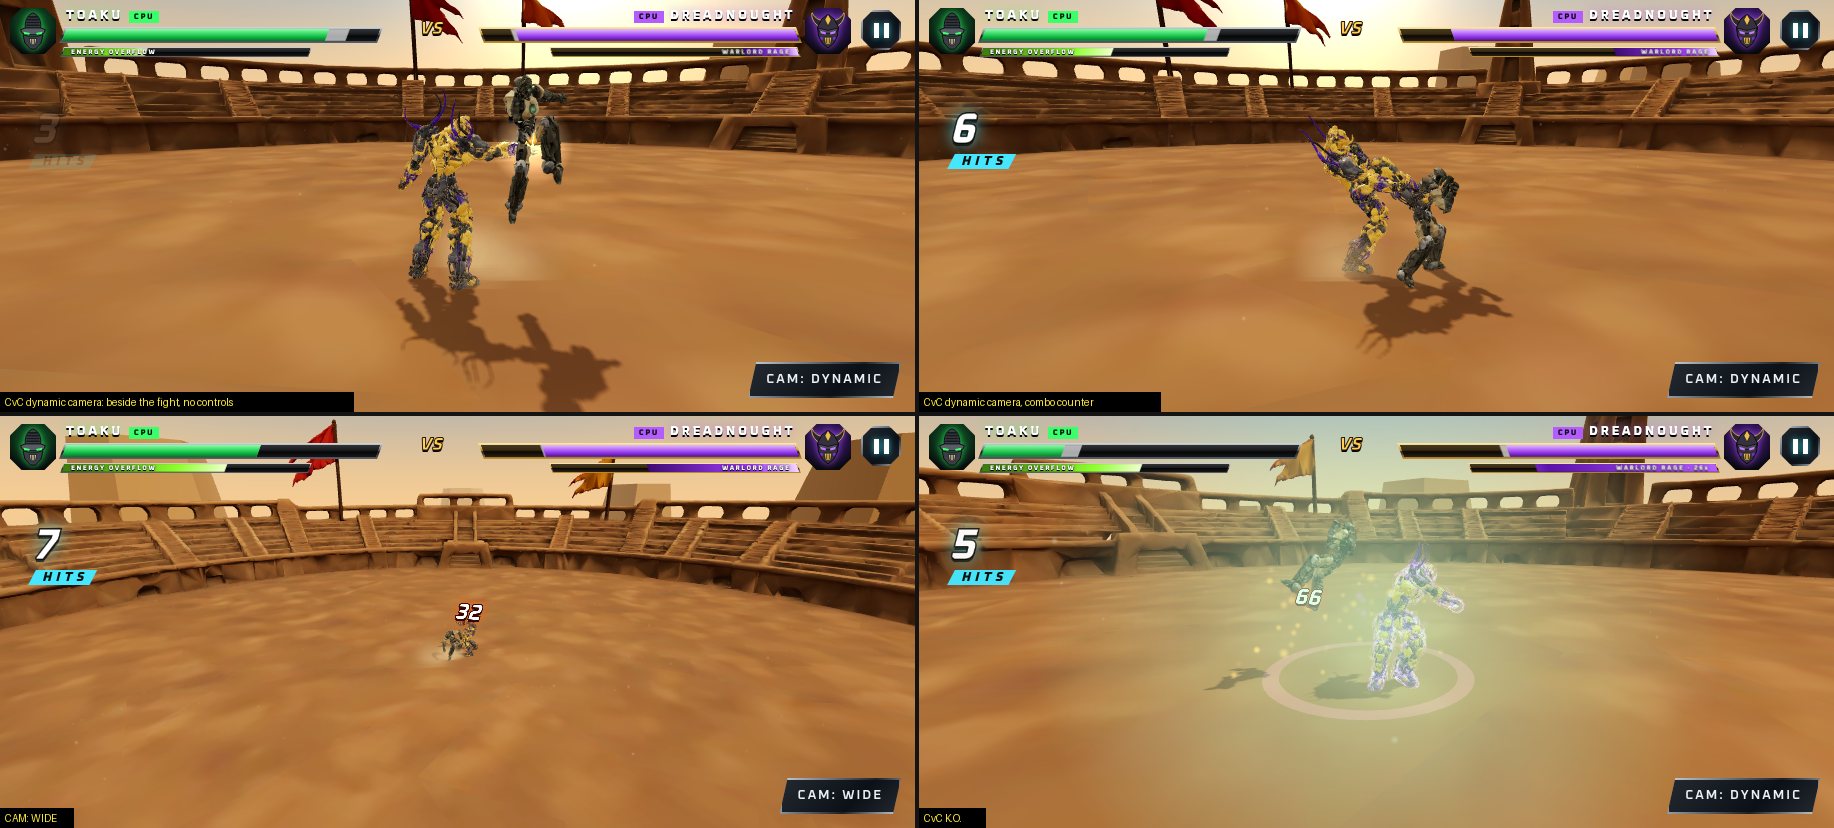 TOAKU CPU
VS
CPU DREADNOUGHT
ENERGY OVERFLOW
WARLORD RAGE
3
HITS
CAM: DYNAMIC
CvC dynamic camera: beside the fight, no controls
TOAKU CPU
VS
CPU DREADNOUGHT
ENERGY OVERFLOW
WARLORD RAGE
6
HITS
CAM: DYNAMIC
CvC dynamic camera, combo counter
TOAKU CPU
VS
CPU DREADNOUGHT
ENERGY OVERFLOW
WARLORD RAGE
7
HITS
32
CAM: WIDE
CAM: WIDE
TOAKU CPU
VS
CPU DREADNOUGHT
ENERGY OVERFLOW
WARLORD RAGE
5
HITS
66
CAM: DYNAMIC
CvC K.O.